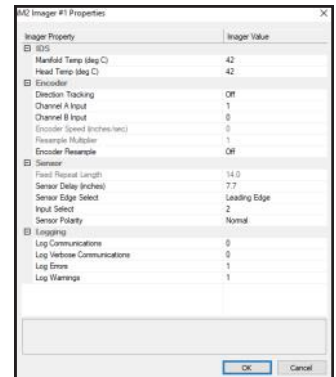 iM2 Imager #1 Properties
Imager Property Imager Value
IDS
Manifold Temp (deg C) 42
Head Temp (deg C) 42
Encoder
Direction Tracking Off
Channel A Input 1
Channel B Input 0
Encoder Speed (inches/sec) 0
Resample Multiplier 1
Encoder Resample Off
Sensor
Fixed Repeat Length 14.0
Sensor Delay (inches) 7.7
Sensor Edge Select Leading Edge
Input Select 2
Sensor Polarity Normal
Logging
Log Communications 0
Log Verbose Communications 0
Log Errors 1
Log Warnings 1
OK Cancel